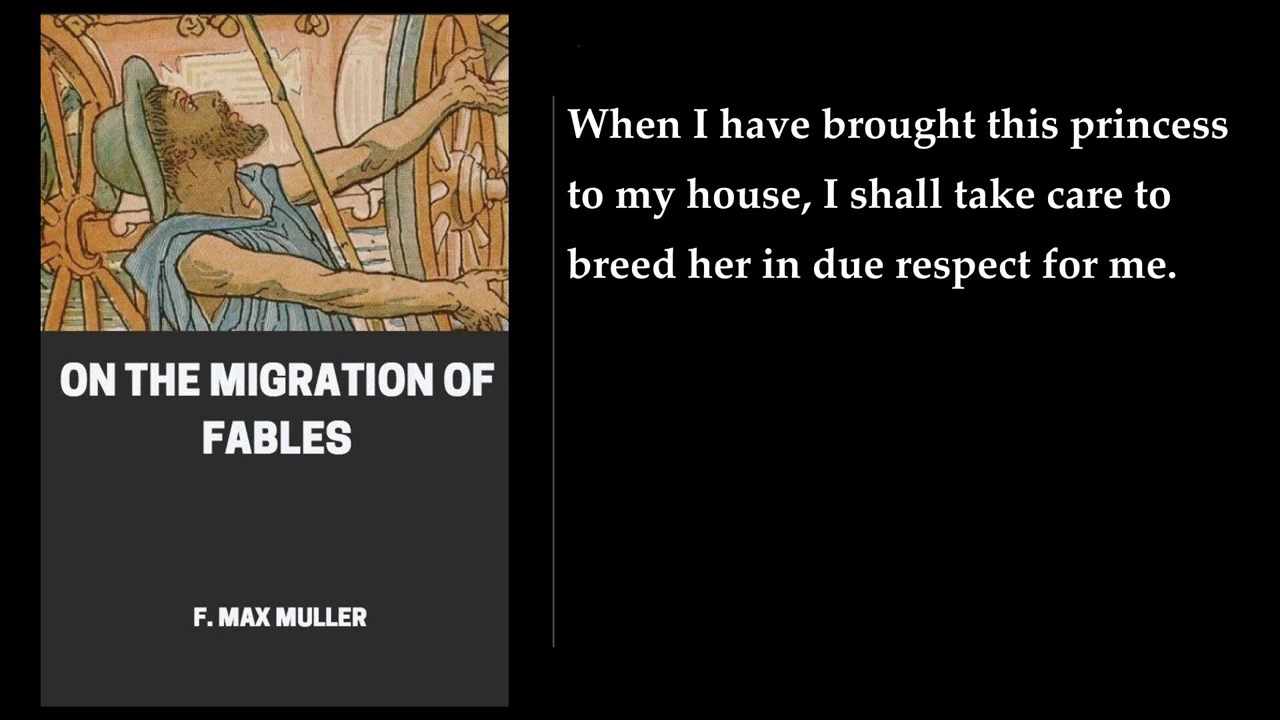 ON THE MIGRATION OF
FABLES
F. MAX MULLER
When I have brought this princess
to my house, I shall take care to
breed her in due respect for me.